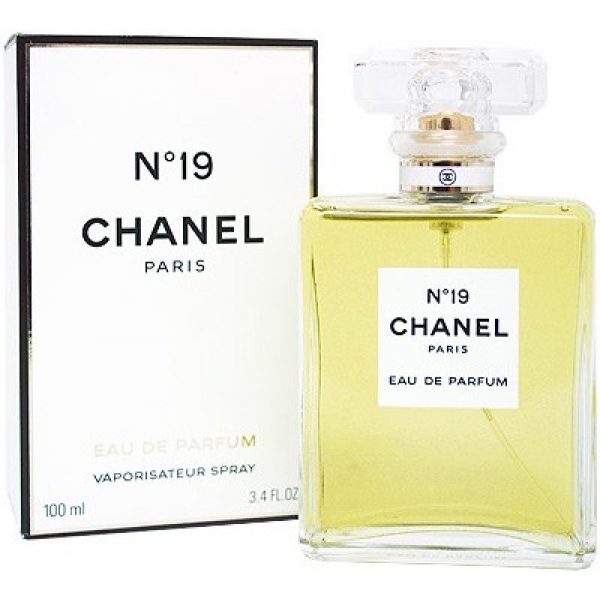 N°19
CHANEL
PARIS
EAU DE PARFUM
VAPORISATEUR SPRAY
100 ml
3.4 FL.OZ
N°19
CHANEL
PARIS
EAU DE PARFUM